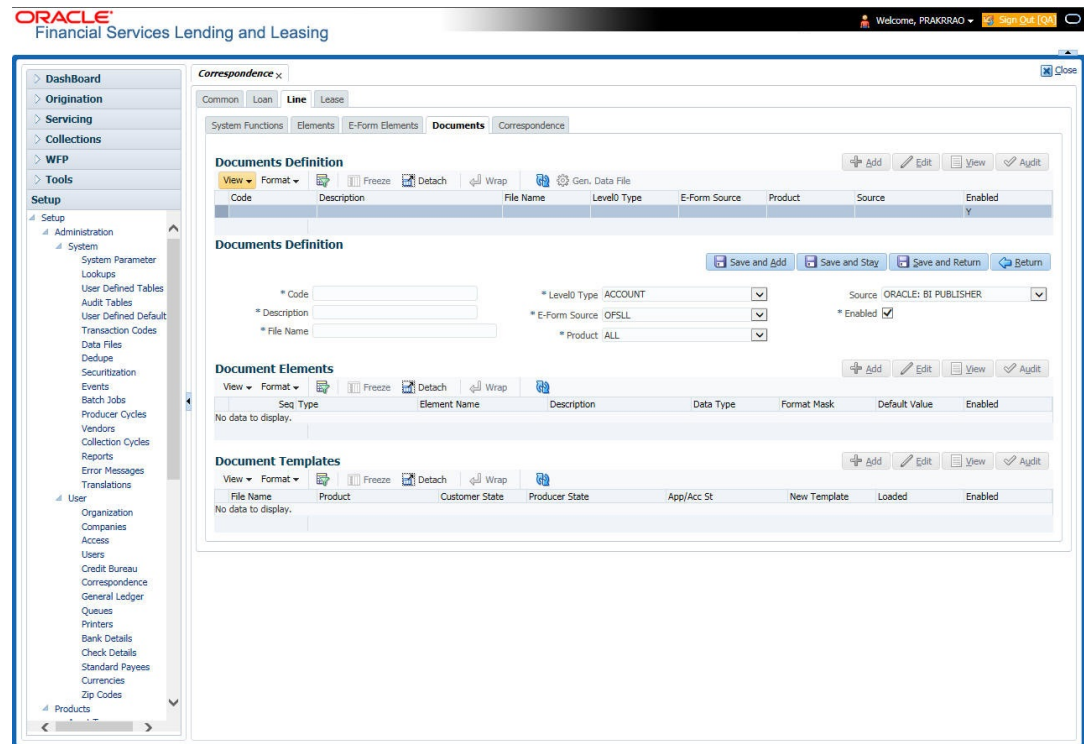 ORACLE
Financial Services Lending and Leasing
Welcome, PRAKRRAO Sign Out [QA]
Close
DashBoard
Origination
Servicing
Collections
WFP
Tools
Setup
Setup
Administration
System
System Parameter
Lookups
User Defined Tables
Audit Tables
User Defined Default
Transaction Codes
Data Files
Dedupe
Securitization
Events
Batch Jobs
Producer Cycles
Vendors
Collection Cycles
Reports
Error Messages
Translations
User
Organization
Companies
Access
Users
Credit Bureau
Correspondence
General Ledger
Queues
Printers
Bank Details
Check Details
Standard Payees
Currencies
Zip Codes
Products
Correspondence x
Common Loan Line Lease
System Functions Elements E-Form Elements Documents Correspondence
Documents Definition Add Edit View Audit
View Format Freeze Detach Wrap Gen. Data File
Code Description File Name Level0 Type E-Form Source Product Source Enabled
Y
Documents Definition
Save and Add Save and Stay Save and Return Return
* Code * Level0 Type ACCOUNT Source ORACLE: BI PUBLISHER
* Description * E-Form Source OFSLL * Enabled
* File Name * Product ALL
Document Elements Add Edit View Audit
View Format Freeze Detach Wrap
Seq Type Element Name Description Data Type Format Mask Default Value Enabled
No data to display.
Document Templates Add Edit View Audit
View Format Freeze Detach Wrap
File Name Product Customer State Producer State App/Acc St New Template Loaded Enabled
No data to display.